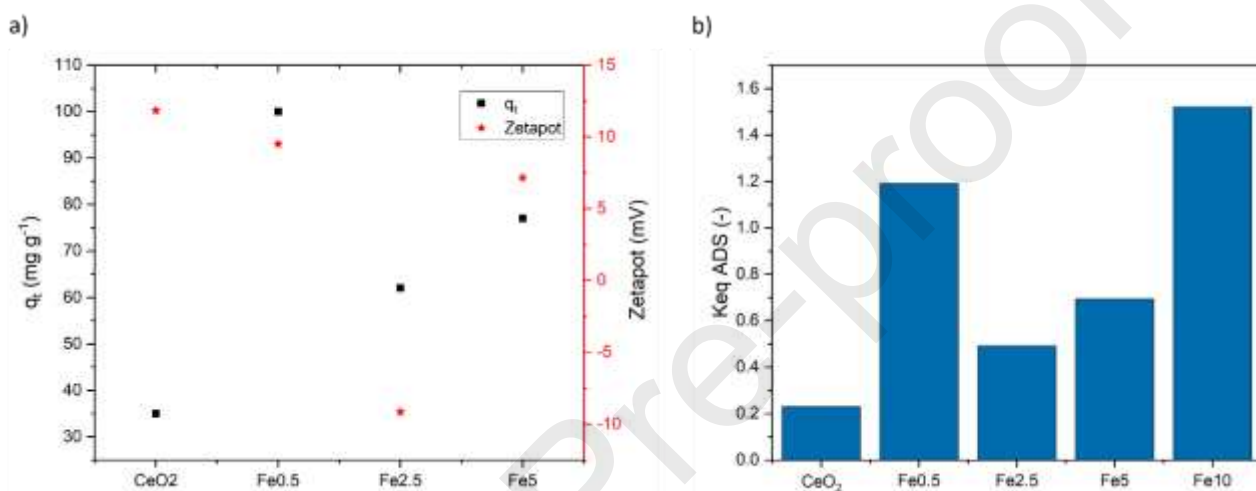 a)
110
100
90
80
70
60
50
40
30
qₜ (mg g⁻¹)
qₜ
Zetapot
15
10
5
0
-5
-10
Zetapot (mV)
CeO2 Fe0.5 Fe2.5 Fe5
b)
1.6
1.4
1.2
1.0
0.8
0.6
0.4
0.2
0.0
Keq ADS (-)
CeO₂ Fe0.5 Fe2.5 Fe5 Fe10
Pre-proof